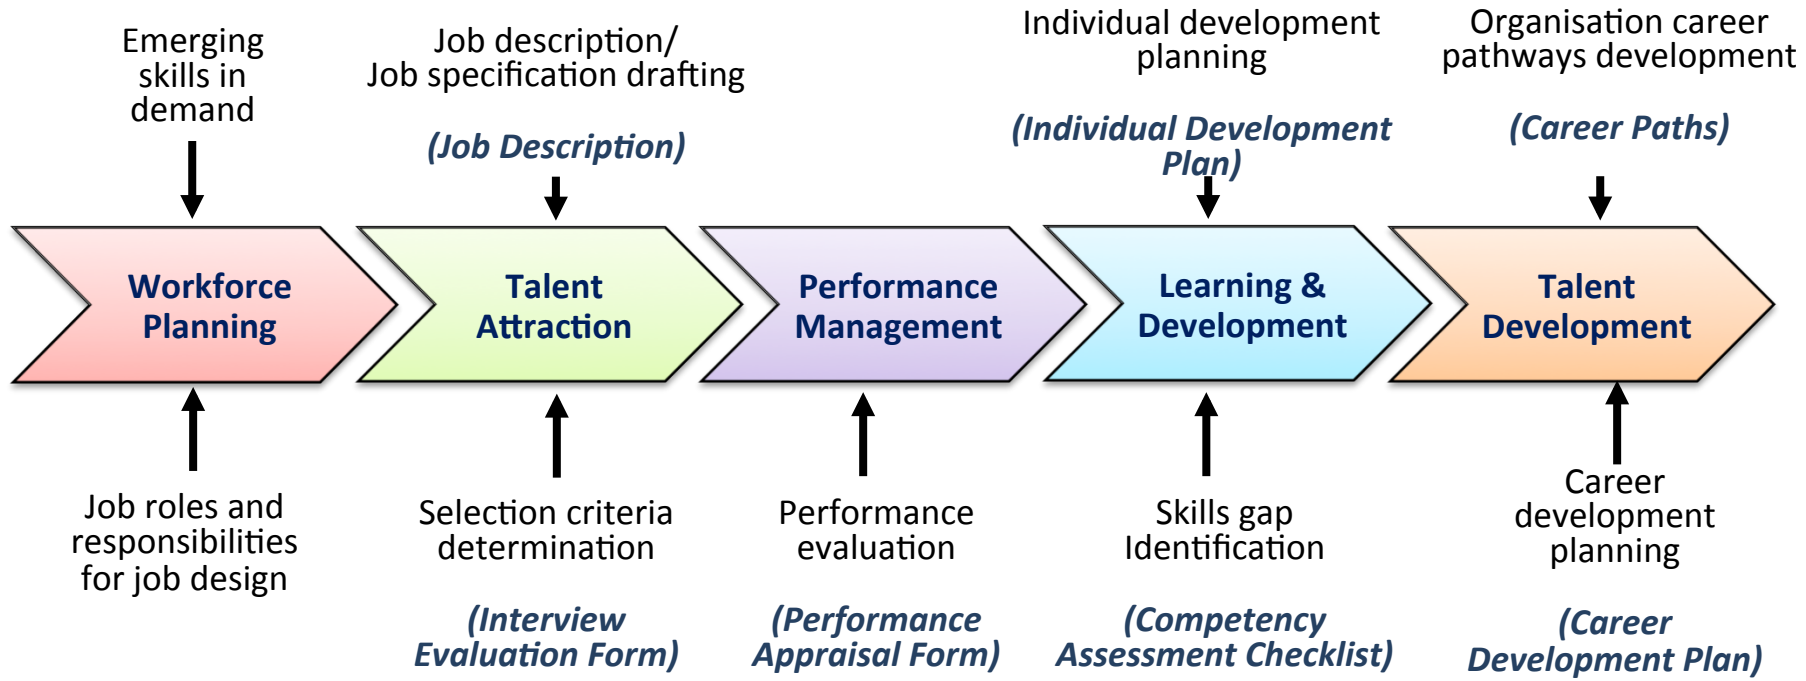 Emerging
skills in
demand
Job description/
Job specification drafting
(Job Description)
Individual development
planning
(Individual Development
Plan)
Organisation career
pathways development
(Career Paths)
Workforce
Planning
Talent
Attraction
Performance
Management
Learning &
Development
Talent
Development
Job roles and
responsibilities
for job design
Selection criteria
determination
(Interview
Evaluation Form)
Performance
evaluation
(Performance
Appraisal Form)
Skills gap
Identification
(Competency
Assessment Checklist)
Career
development
planning
(Career
Development Plan)